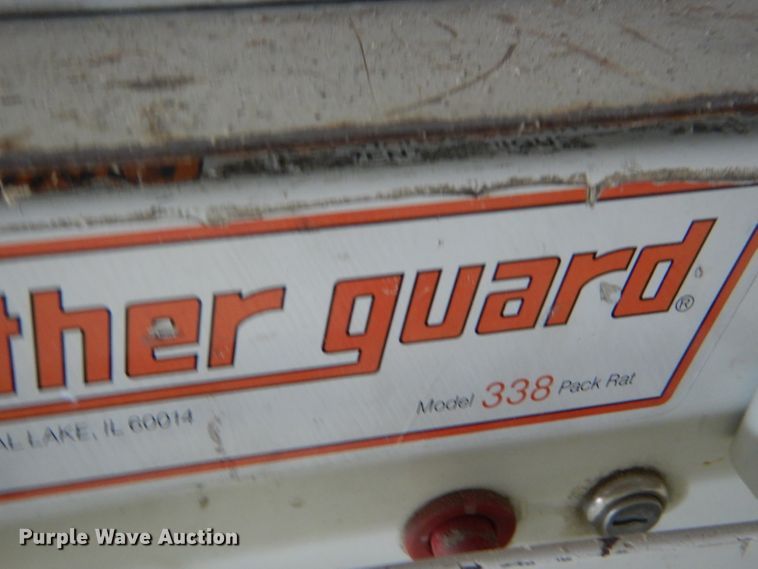 ther guard®
AL LAKE, IL 60014
Model 338 Pack Rat
Purple Wave Auction